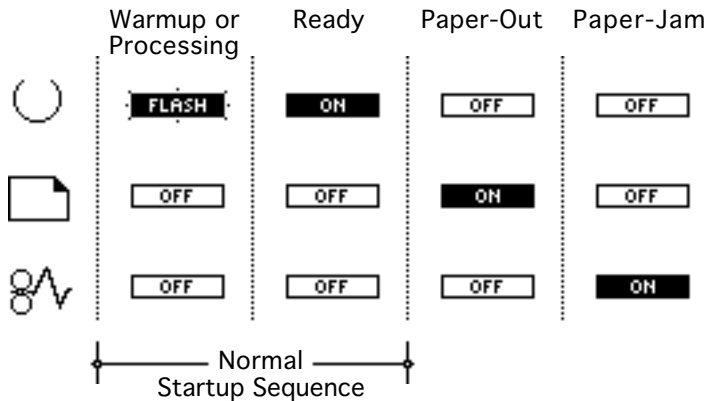 Warmup or Processing
Ready
Paper-Out
Paper-Jam
FLASH
ON
OFF
OFF
OFF
OFF
ON
OFF
OFF
OFF
OFF
ON
Normal
Startup Sequence